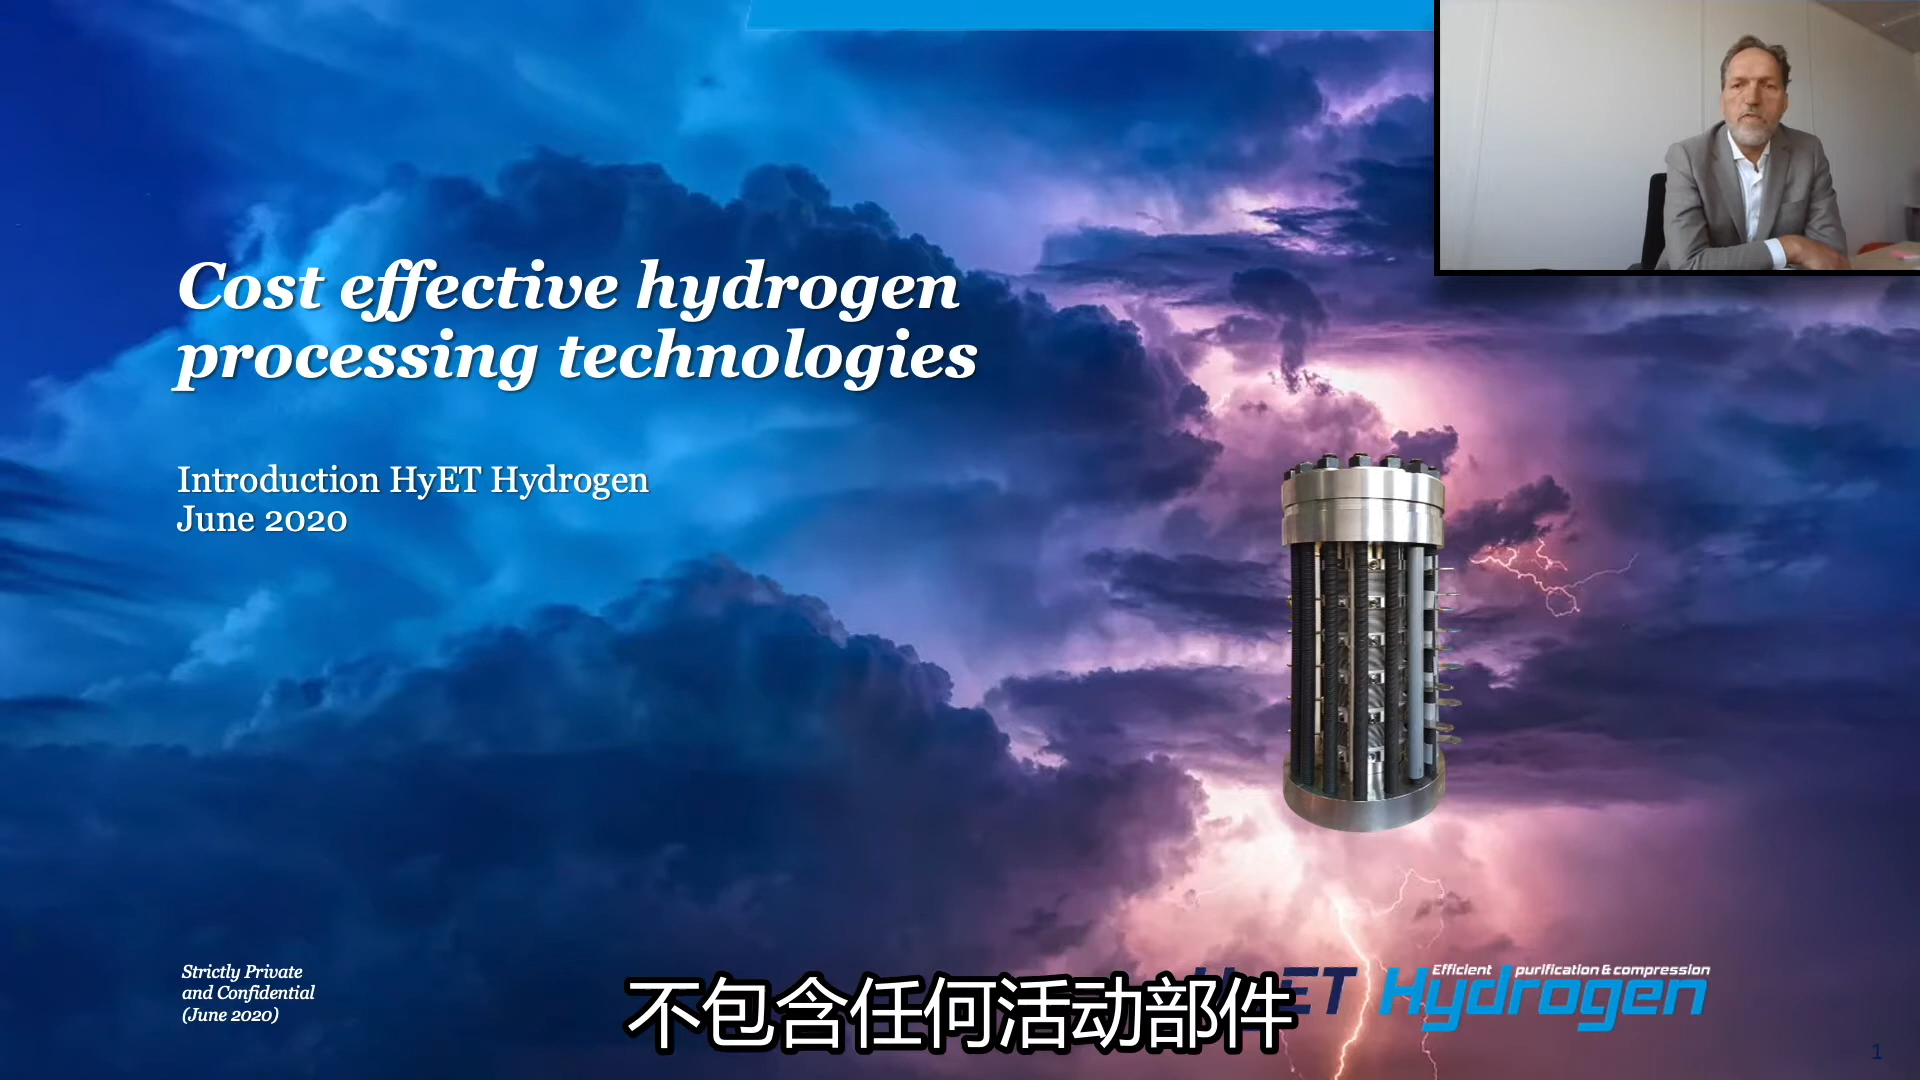 Cost effective hydrogen
processing technologies
Introduction HyET Hydrogen
June 2020
Strictly Private
and Confidential
(June 2020)
不包含任何活动部件
Efficient purification & compression
ET Hydrogen
1